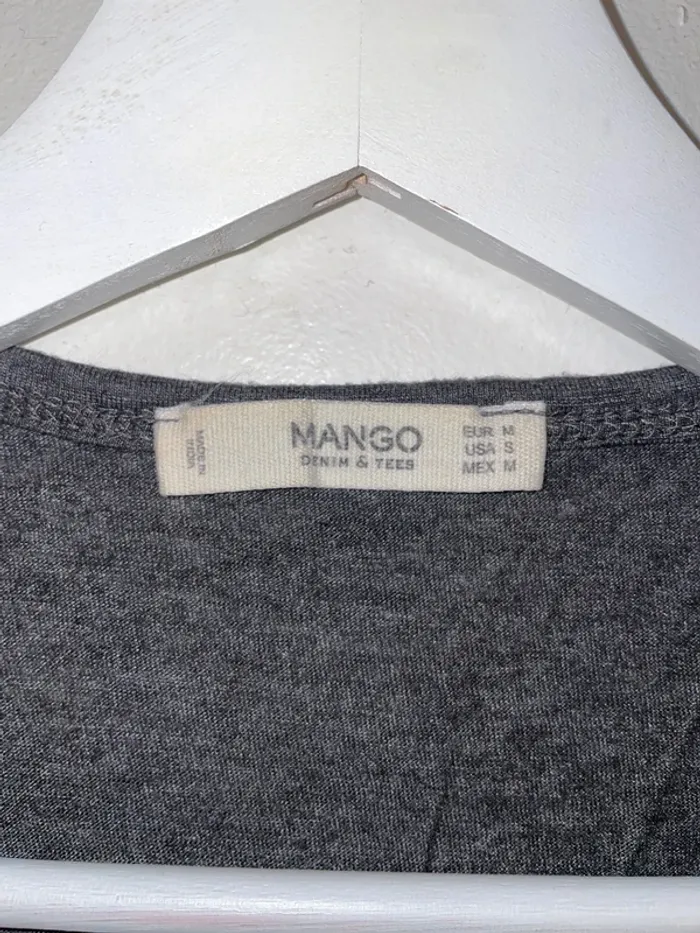 MADE IN
INDIA
MANGO
DENIM & TEES
EUR M
USA S
MEX M